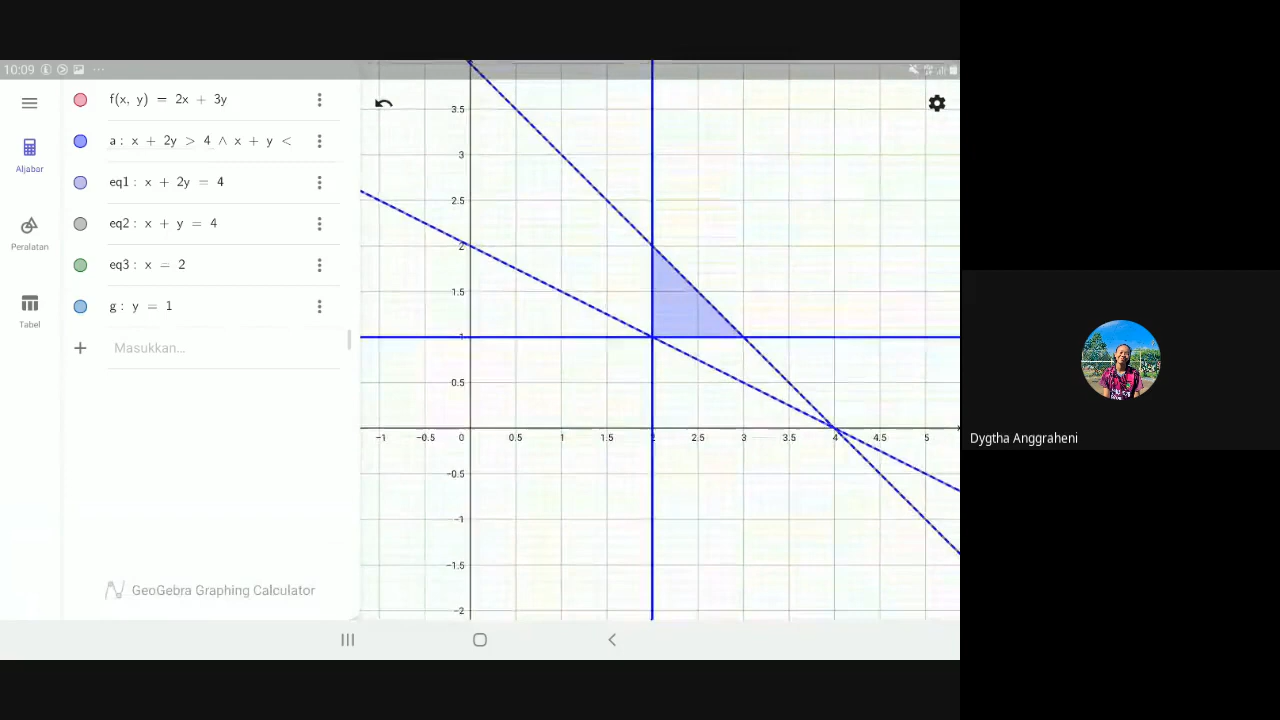 10:09
f(x, y) = 2x + 3y
a : x + 2y > 4 ∧ x + y <
Aljabar
eq1 : x + 2y = 4
eq2 : x + y = 4
Peralatan
eq3 : x = 2
g : y = 1
Tabel
Masukkan...
GeoGebra Graphing Calculator
3.5
3
2.5
2
1.5
1
0.5
−1 −0.5 0 0.5 1 1.5 2 2.5 3 3.5 4 4.5 5
−0.5
−1
−1.5
−2
Dygtha Anggraheni